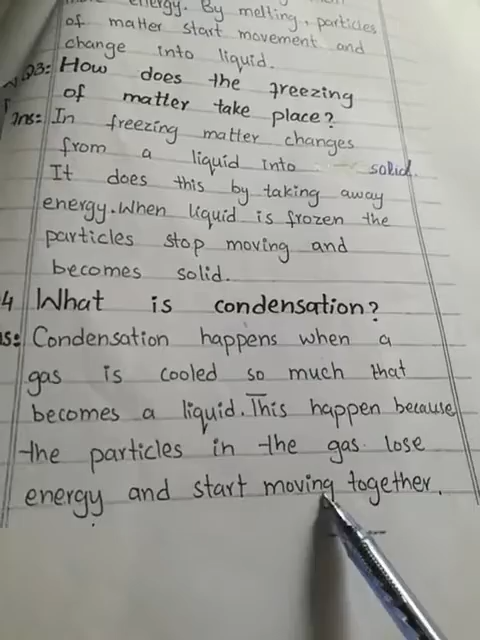 energy. By melting, particles
of matter start movement and
change into liquid.
Q3: How does the freezing
of matter take place?
Ans: In freezing matter changes
from a liquid into solid.
It does this by taking away
energy. When liquid is frozen the
particles stop moving and
becomes solid.
4 What is condensation?
s: Condensation happens when a
gas is cooled so much that
becomes a liquid. This happen because
the particles in the gas lose
energy and start moving together.